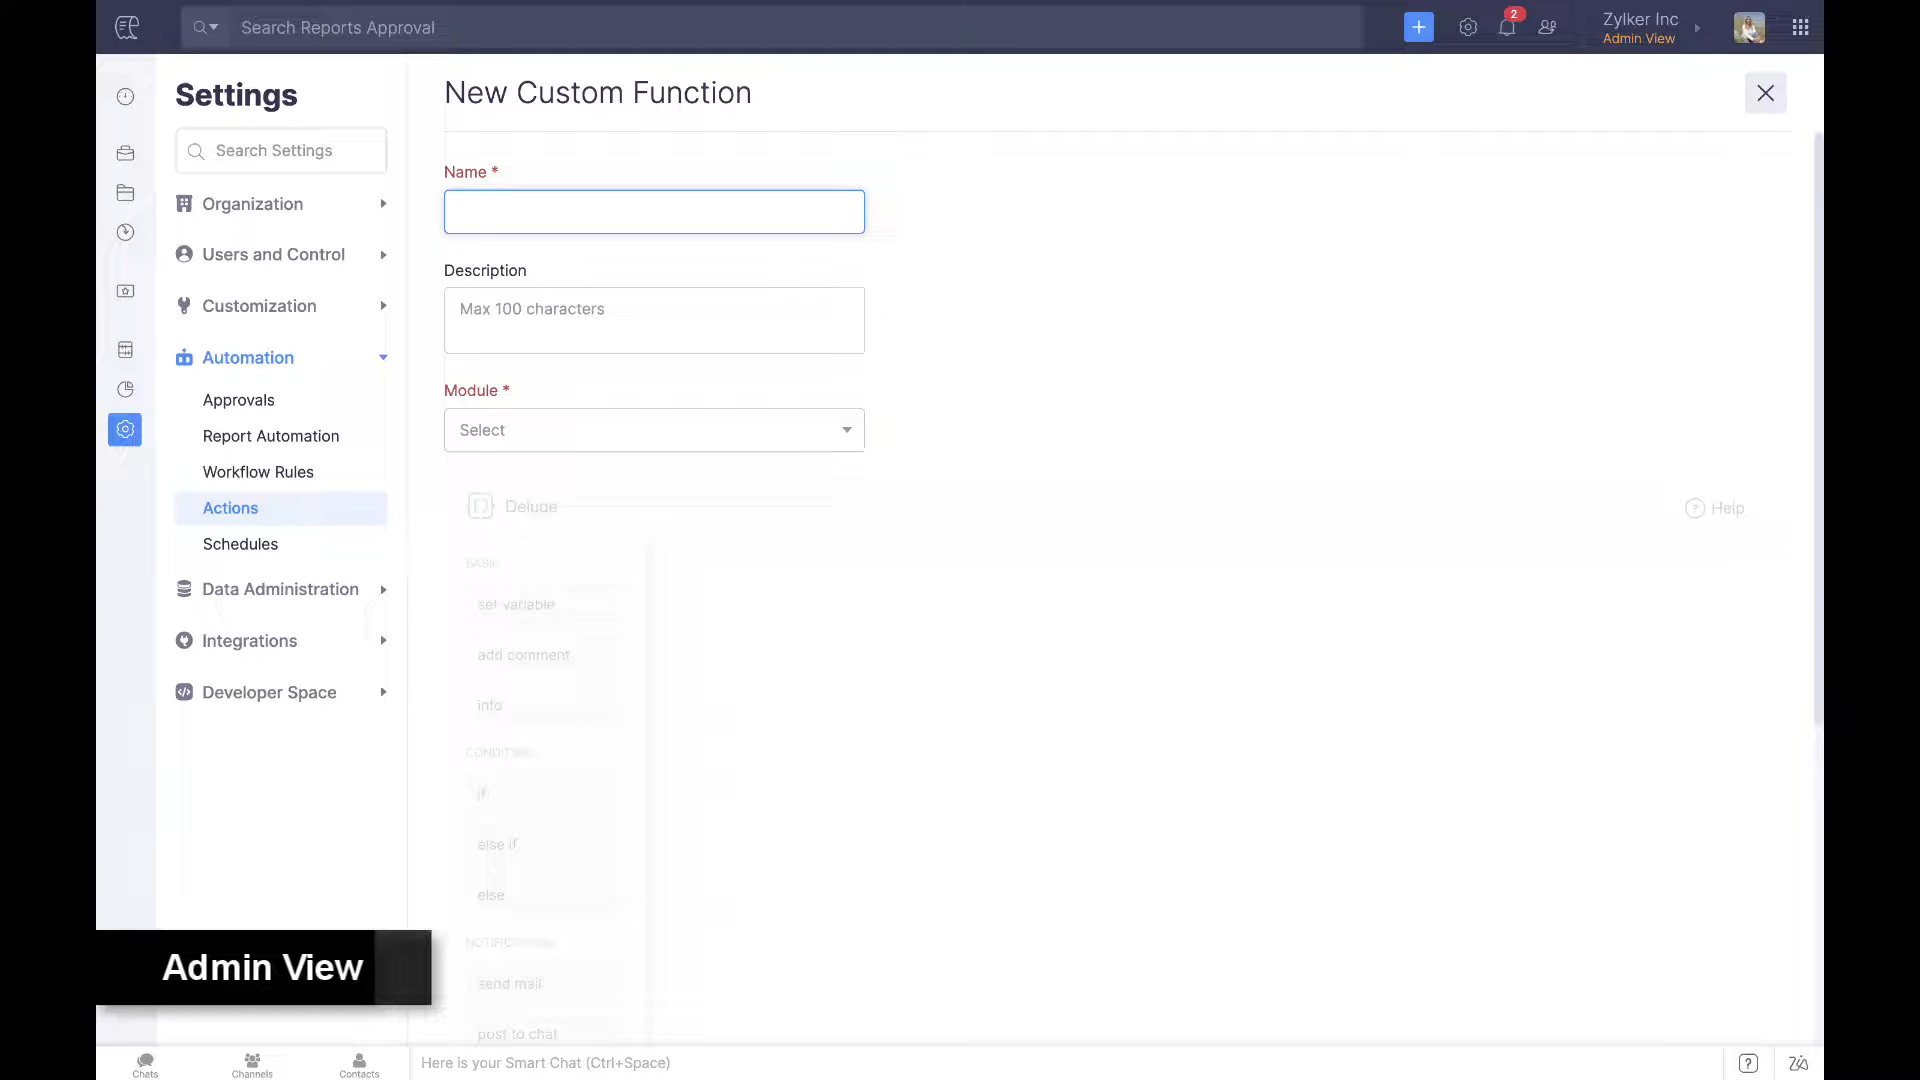 Search Reports Approval
2
Zylker Inc
Admin View
Settings
Search Settings
Organization
Users and Control
Customization
Automation
Approvals
Report Automation
Workflow Rules
Actions
Schedules
Data Administration
Integrations
Developer Space
New Custom Function
Name *
Description
Max 100 characters
Module *
Select
Deluge
? Help
BASIC
set variable
add comment
info
CONDITION
if
else if
else
send mail
post to chat
Admin View
Chats
Channels
Contacts
Here is your Smart Chat (Ctrl+Space)
?